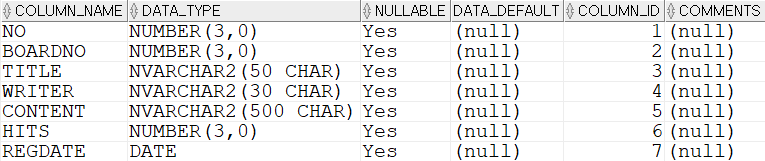 COLUMN_NAME DATA_TYPE NULLABLE DATA_DEFAULT COLUMN_ID COMMENTS
NO NUMBER(3,0) Yes (null) 1 (null)
BOARDNO NUMBER(3,0) Yes (null) 2 (null)
TITLE NVARCHAR2(50 CHAR) Yes (null) 3 (null)
WRITER NVARCHAR2(30 CHAR) Yes (null) 4 (null)
CONTENT NVARCHAR2(500 CHAR) Yes (null) 5 (null)
HITS NUMBER(3,0) Yes (null) 6 (null)
REGDATE DATE Yes (null) 7 (null)